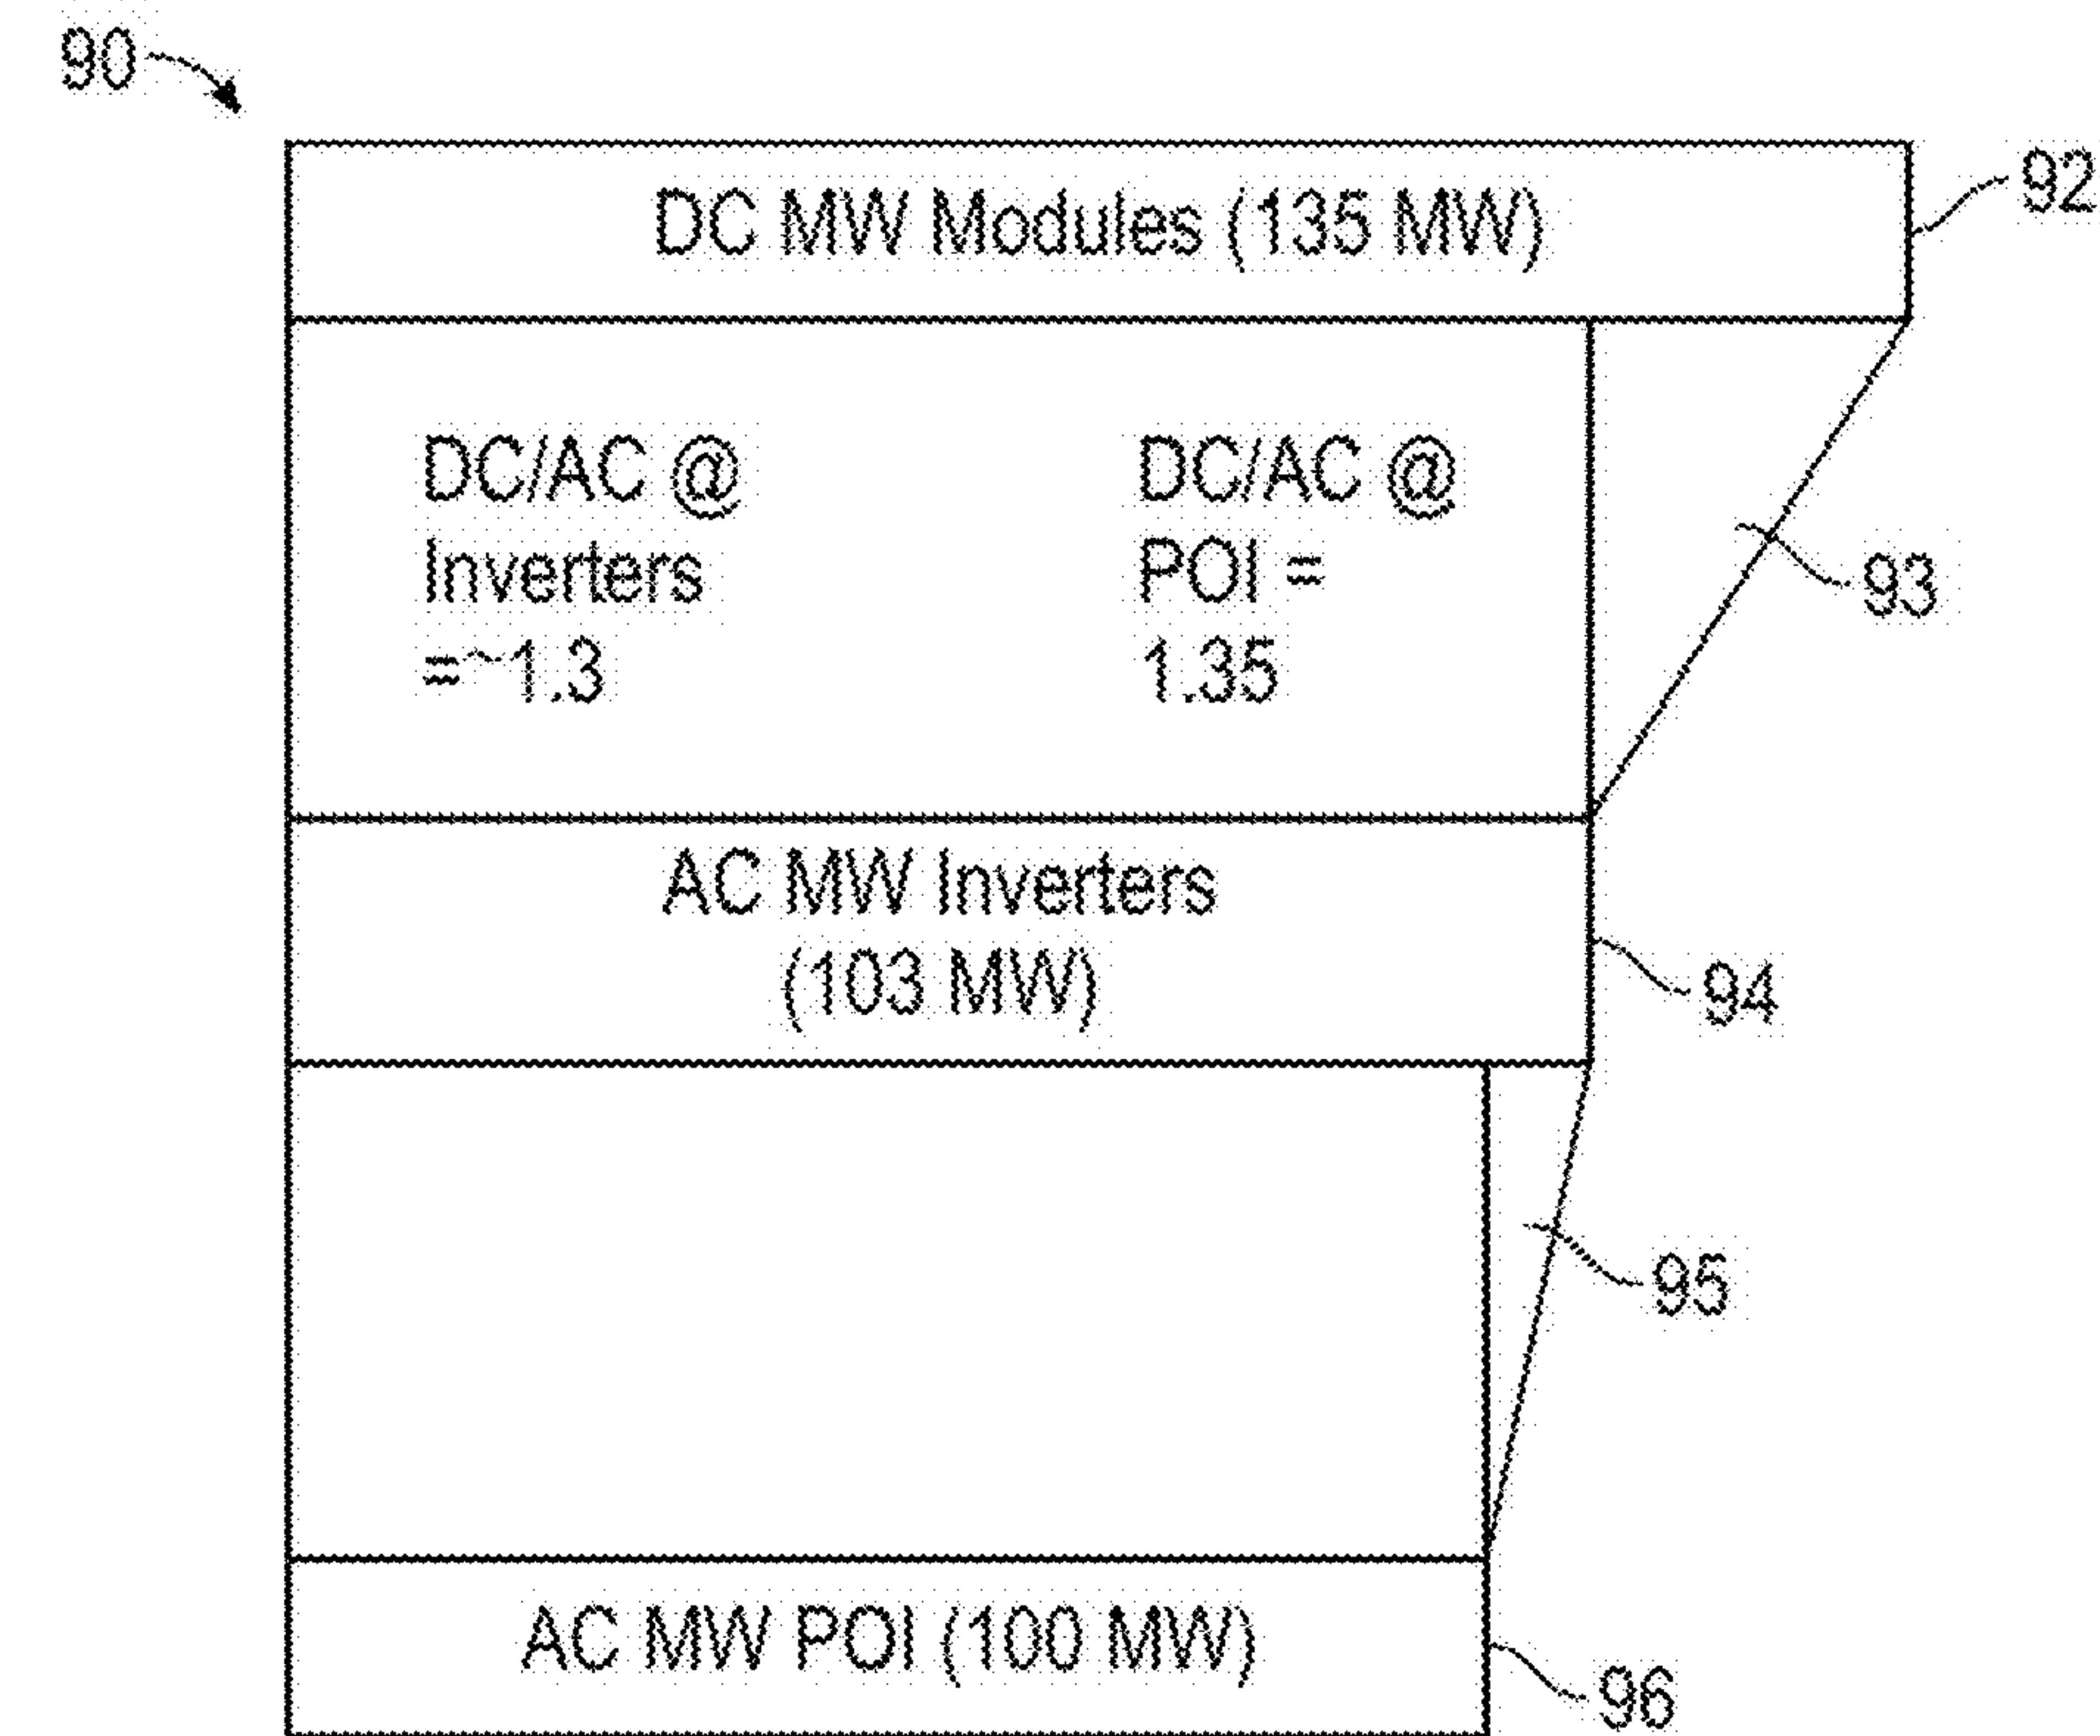 90
DC MW Modules (135 MW)
92
DC/AC @
Inverters
=~1.3
DC/AC @
POI =
1.35
93
AC MW Inverters
(103 MW)
94
95
AC MW POI (100 MW)
96